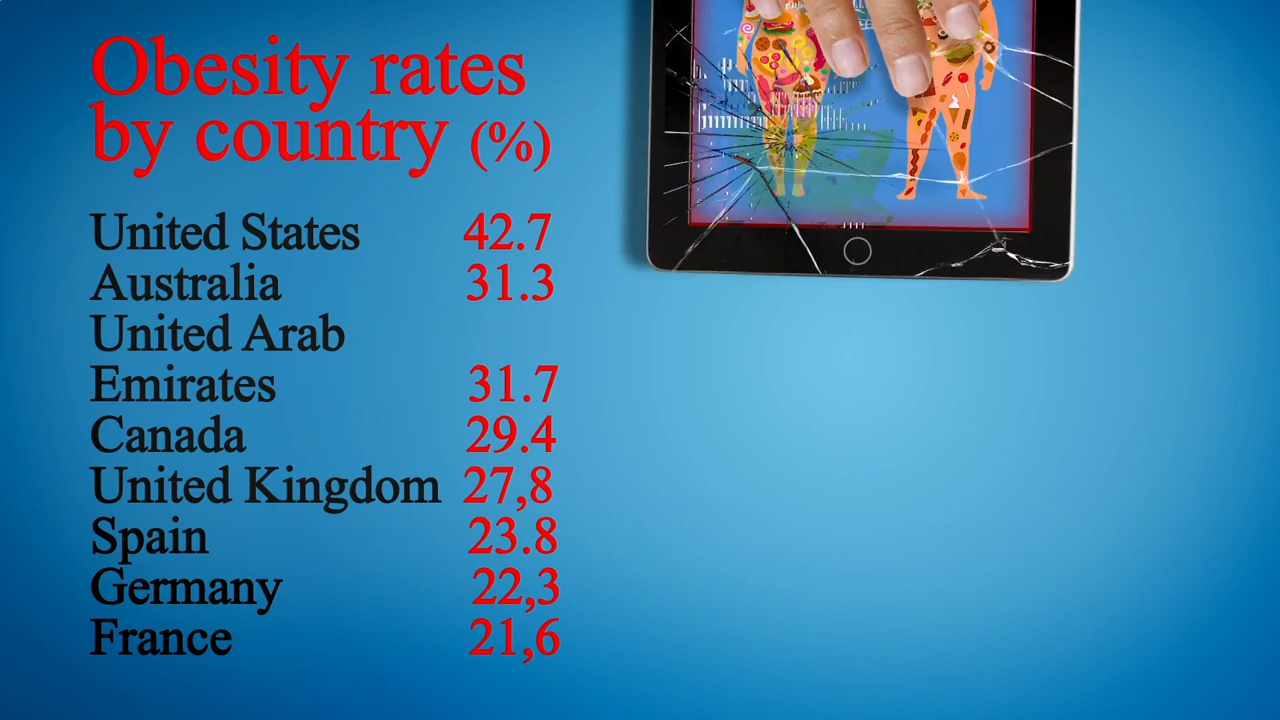 Obesity rates
by country (%)
United States 42.7
Australia 31.3
United Arab
Emirates 31.7
Canada 29.4
United Kingdom 27,8
Spain 23.8
Germany 22,3
France 21,6